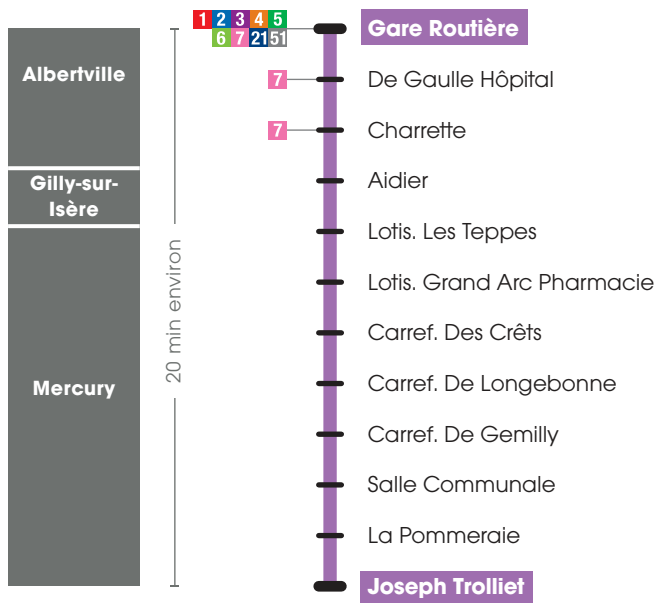 1 2 3 4 5
6 7 21 51
Gare Routière
Albertville
7
De Gaulle Hôpital
7
Charrette
Gilly-sur-
Isère
Aidier
Lotis. Les Teppes
20 min environ
Lotis. Grand Arc Pharmacie
Carref. Des Crêts
Mercury
Carref. De Longebonne
Carref. De Gemilly
Salle Communale
La Pommeraie
Joseph Trolliet